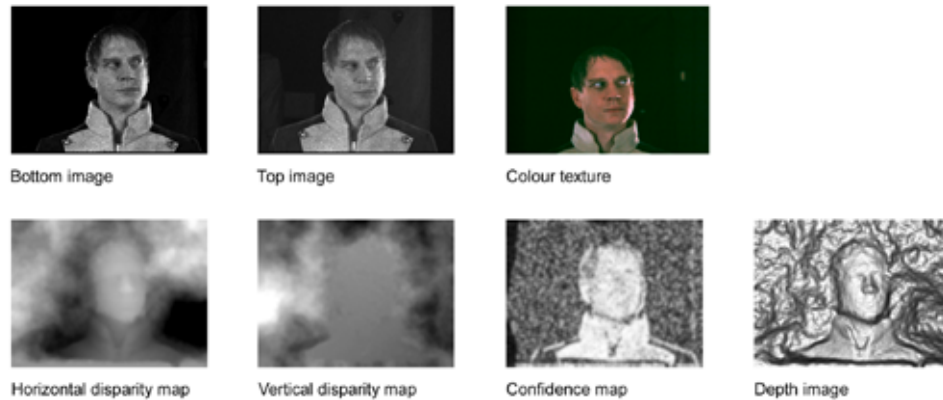 Bottom image
Top image
Colour texture
Horizontal disparity map
Vertical disparity map
Confidence map
Depth image